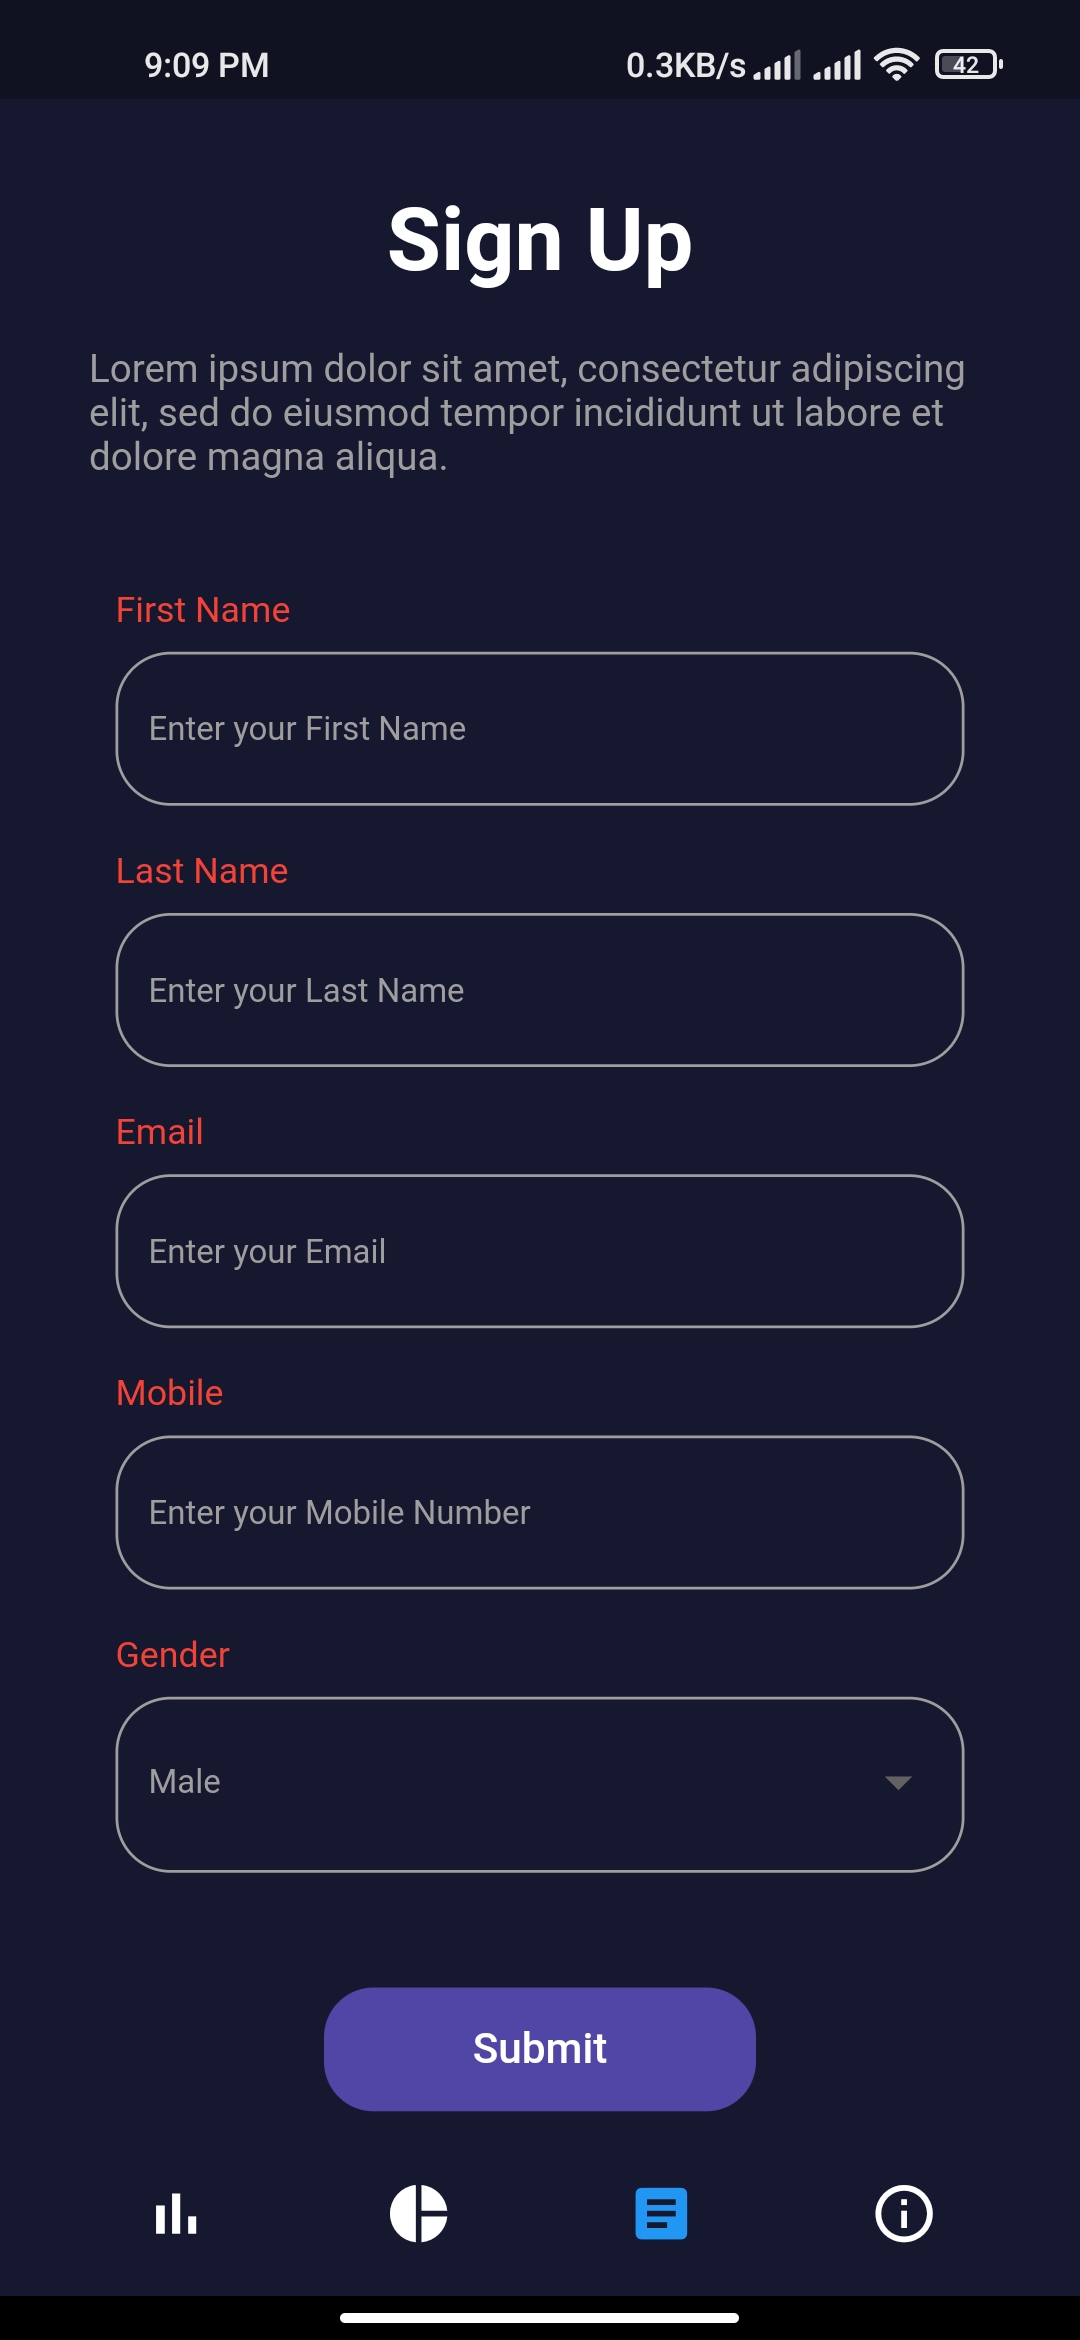 9:09 PM 0.3KB/s 42
Sign Up
Lorem ipsum dolor sit amet, consectetur adipiscing
elit, sed do eiusmod tempor incididunt ut labore et
dolore magna aliqua.
First Name
Enter your First Name
Last Name
Enter your Last Name
Email
Enter your Email
Mobile
Enter your Mobile Number
Gender
Male
Submit